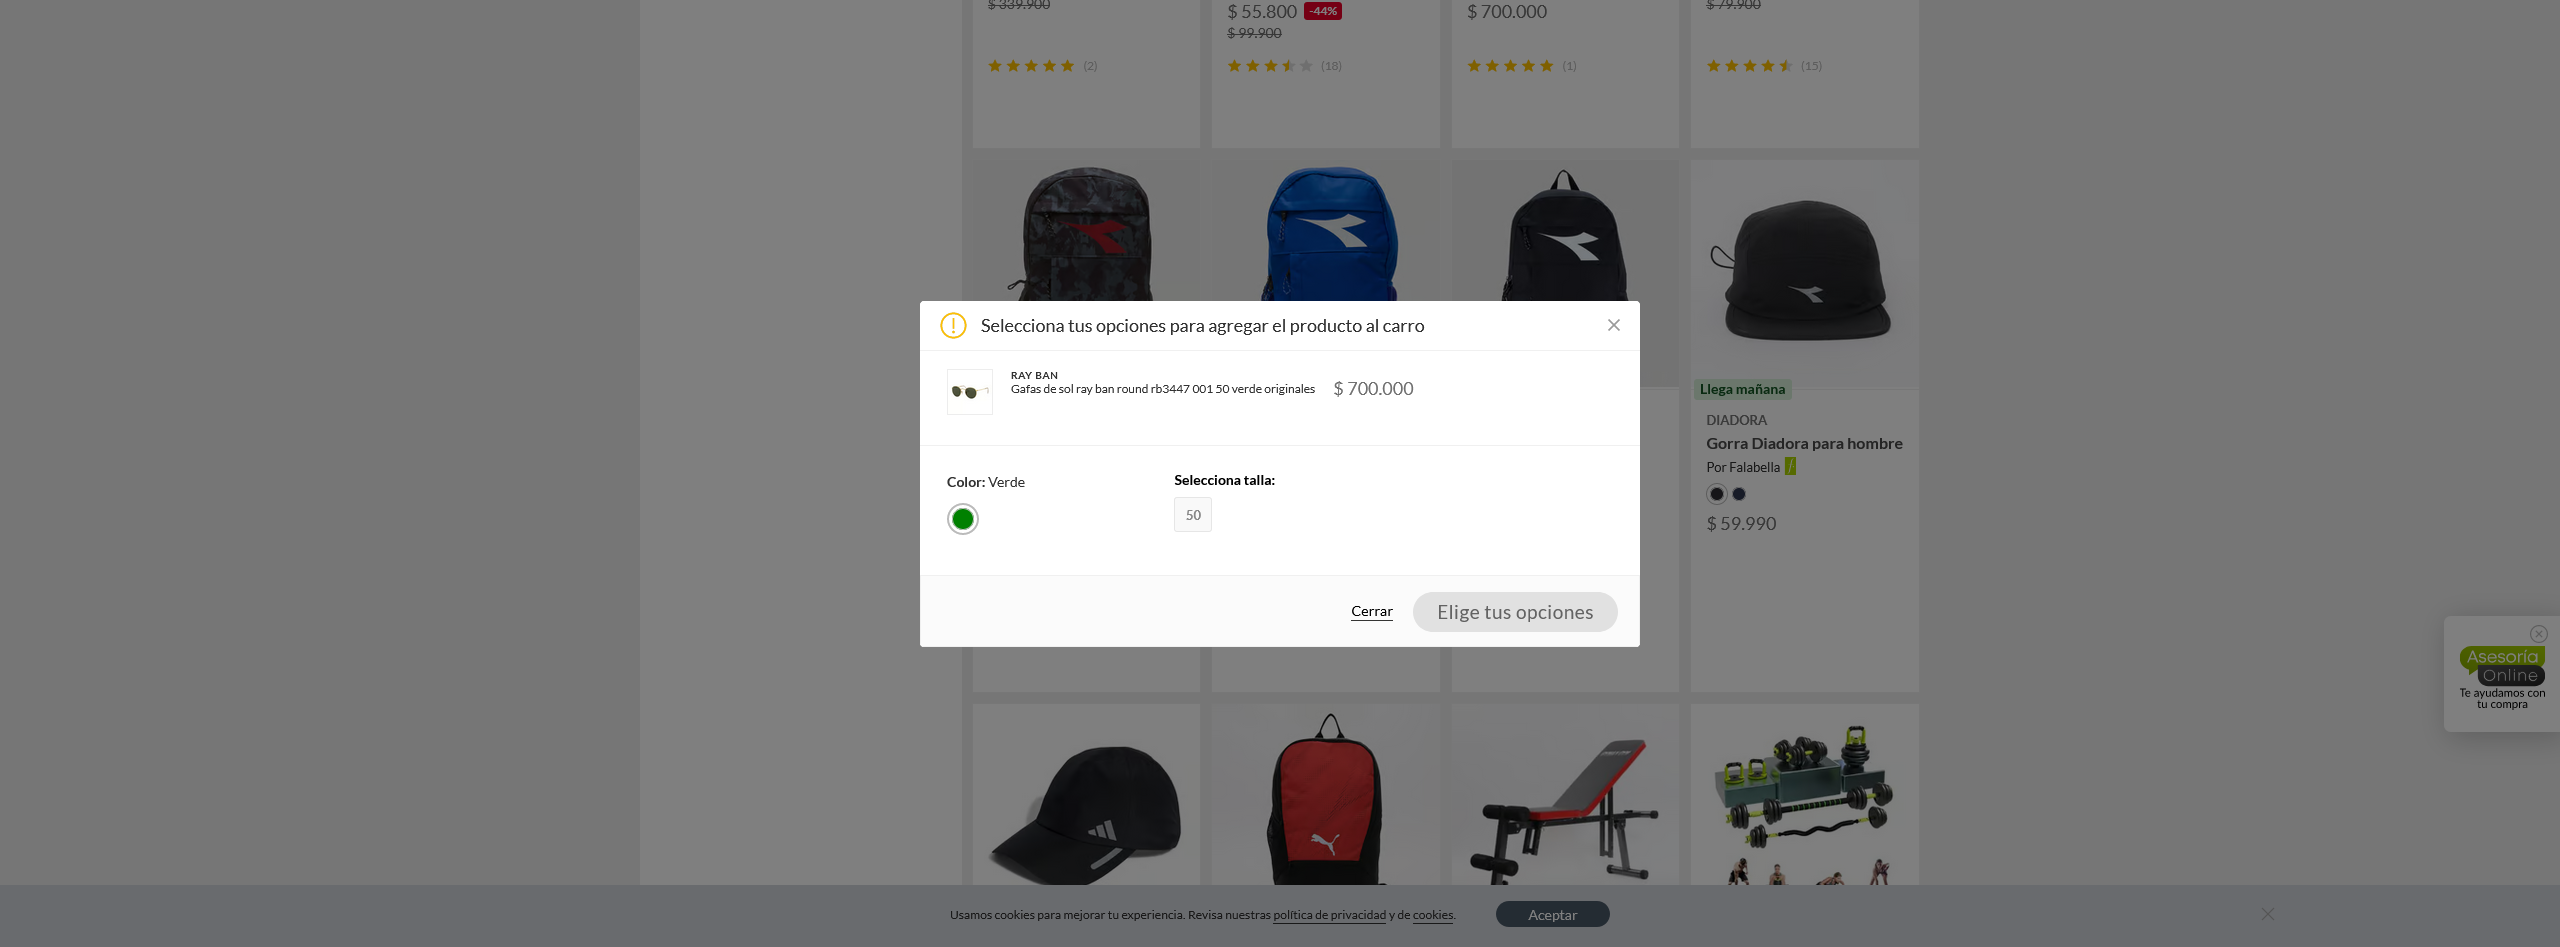 $ 339.900
$ 55.800 -44%
$ 99.900
$ 700.000
$ 79.900
(2)
(18)
(1)
(15)
Selecciona tus opciones para agregar el producto al carro
RAY BAN
Gafas de sol ray ban round rb3447 001 50 verde originales
$ 700.000
Color: Verde
Selecciona talla:
50
Cerrar
Elige tus opciones
Llega mañana
DIADORA
Gorra Diadora para hombre
Por Falabella
$ 59.990
Asesoría
Online
Te ayudamos con
tu compra
Usamos cookies para mejorar tu experiencia. Revisa nuestras política de privacidad y de cookies.
Aceptar